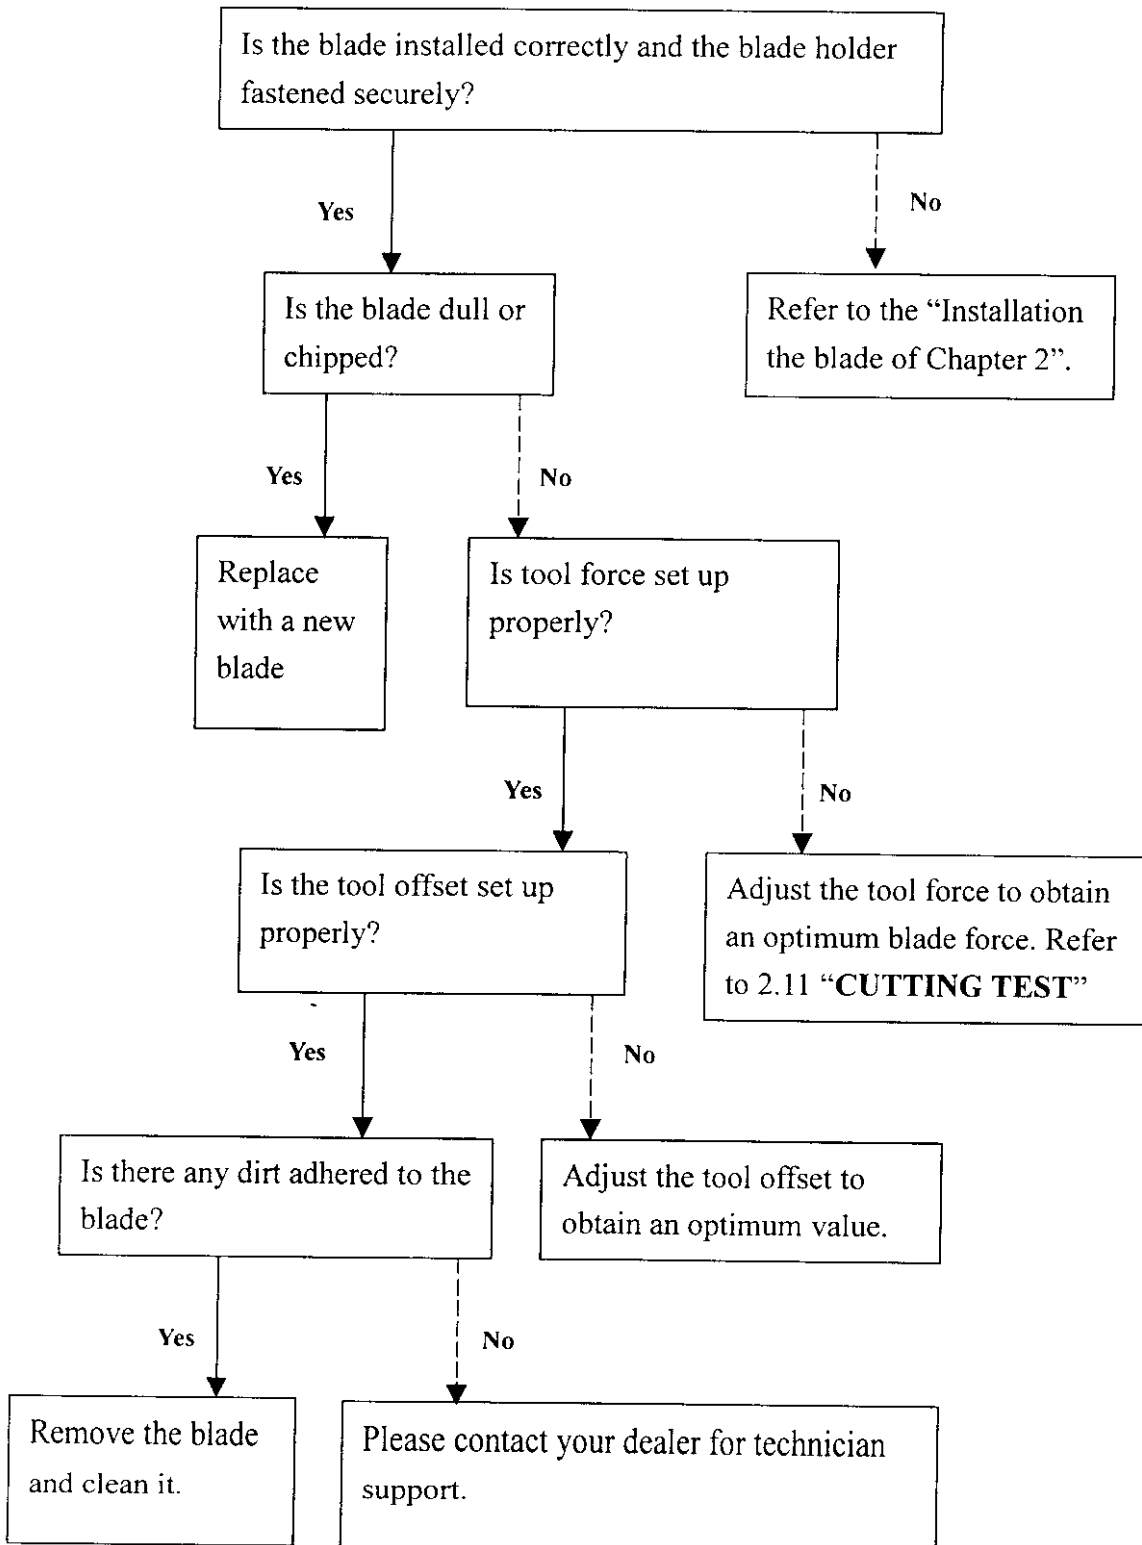 Is the blade installed correctly and the blade holder
fastened securely?
Yes
No
Is the blade dull or
chipped?
Refer to the “Installation
the blade of Chapter 2”.
Yes
No
Replace
with a new
blade
Is tool force set up
properly?
Yes
No
Is the tool offset set up
properly?
Adjust the tool force to obtain
an optimum blade force. Refer
to 2.11 “CUTTING TEST”
Yes
No
Is there any dirt adhered to the
blade?
Adjust the tool offset to
obtain an optimum value.
Yes
No
Remove the blade
and clean it.
Please contact your dealer for technician
support.